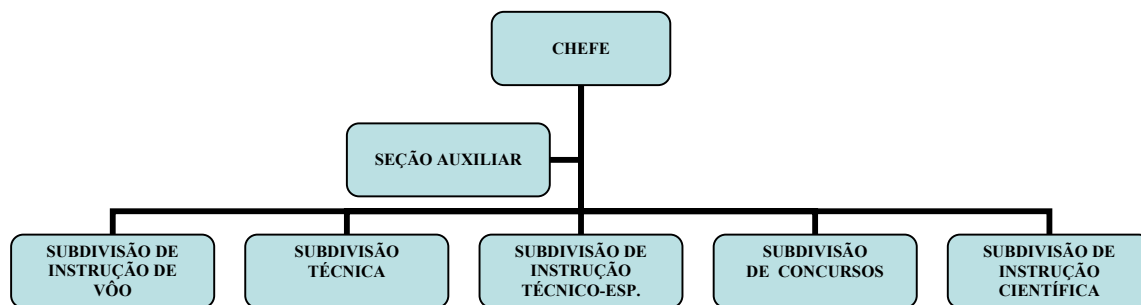 CHEFE
SEÇÃO AUXILIAR
SUBDIVISÃO DE
INSTRUÇÃO DE
VÔO
SUBDIVISÃO
TÉCNICA
SUBDIVISÃO DE
INSTRUÇÃO
TÉCNICO-ESP.
SUBDIVISÃO
DE CONCURSOS
SUBDIVISÃO DE
INSTRUÇÃO
CIENTÍFICA